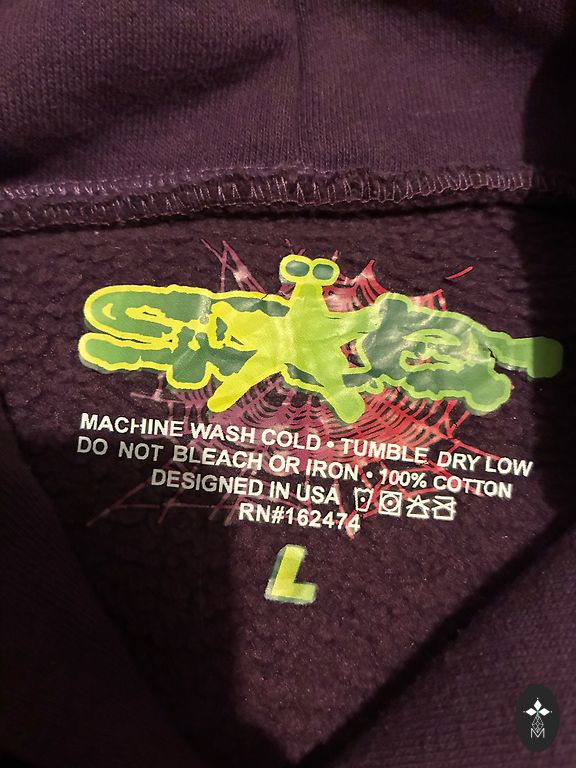 MACHINE WASH COLD • TUMBLE DRY LOW
DO NOT BLEACH OR IRON • 100% COTTON
DESIGNED IN USA
RN#162474
L
M